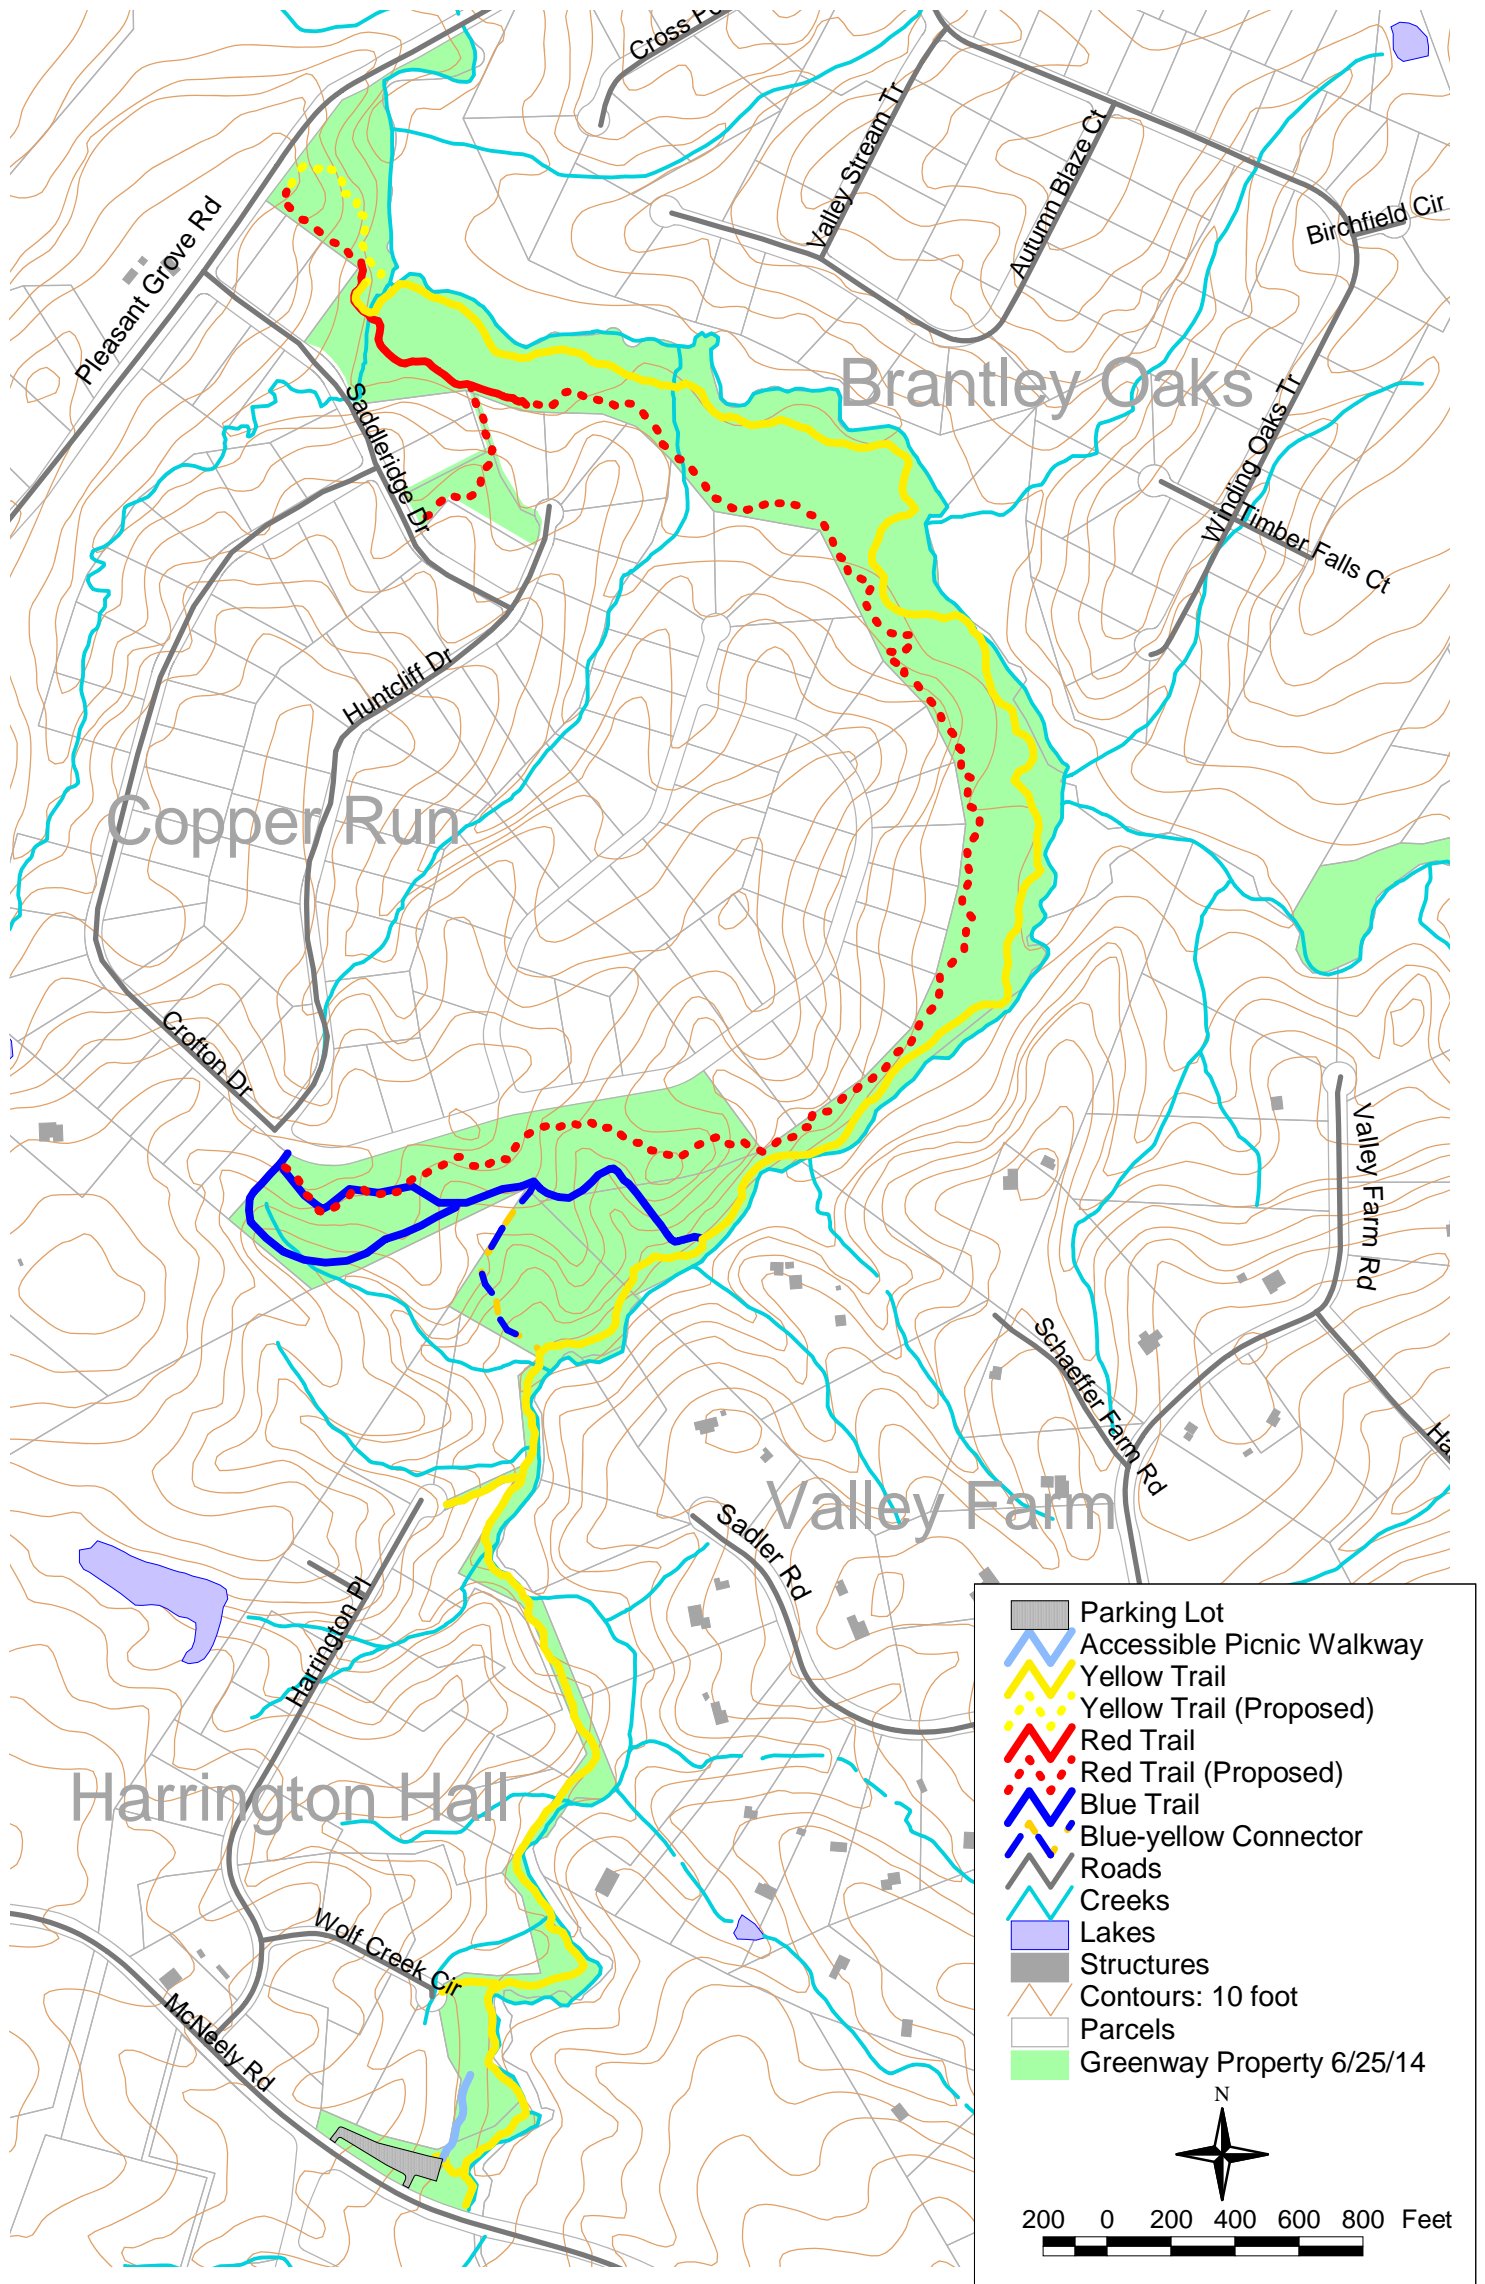 Pleasant Grove Rd
Valley Stream Tr
Autumn Blaze Ct
Birchfield Cir
Brantley Oaks
Saddleridge Dr
Winding Oaks Tr
Timber Falls Ct
Huntcliff Dr
Copper Run
Crofton Dr
Valley Farm Rd
Schaeffer Farm Rd
Valley Farm
Sadler Rd
Harrington Pl
Harrington Hall
Wolf Creek Cir
McNeely Rd
Parking Lot
Accessible Picnic Walkway
Yellow Trail
Yellow Trail (Proposed)
Red Trail
Red Trail (Proposed)
Blue Trail
Blue-yellow Connector
Roads
Creeks
Lakes
Structures
Contours: 10 foot
Parcels
Greenway Property 6/25/14
N
200 0 200 400 600 800 Feet